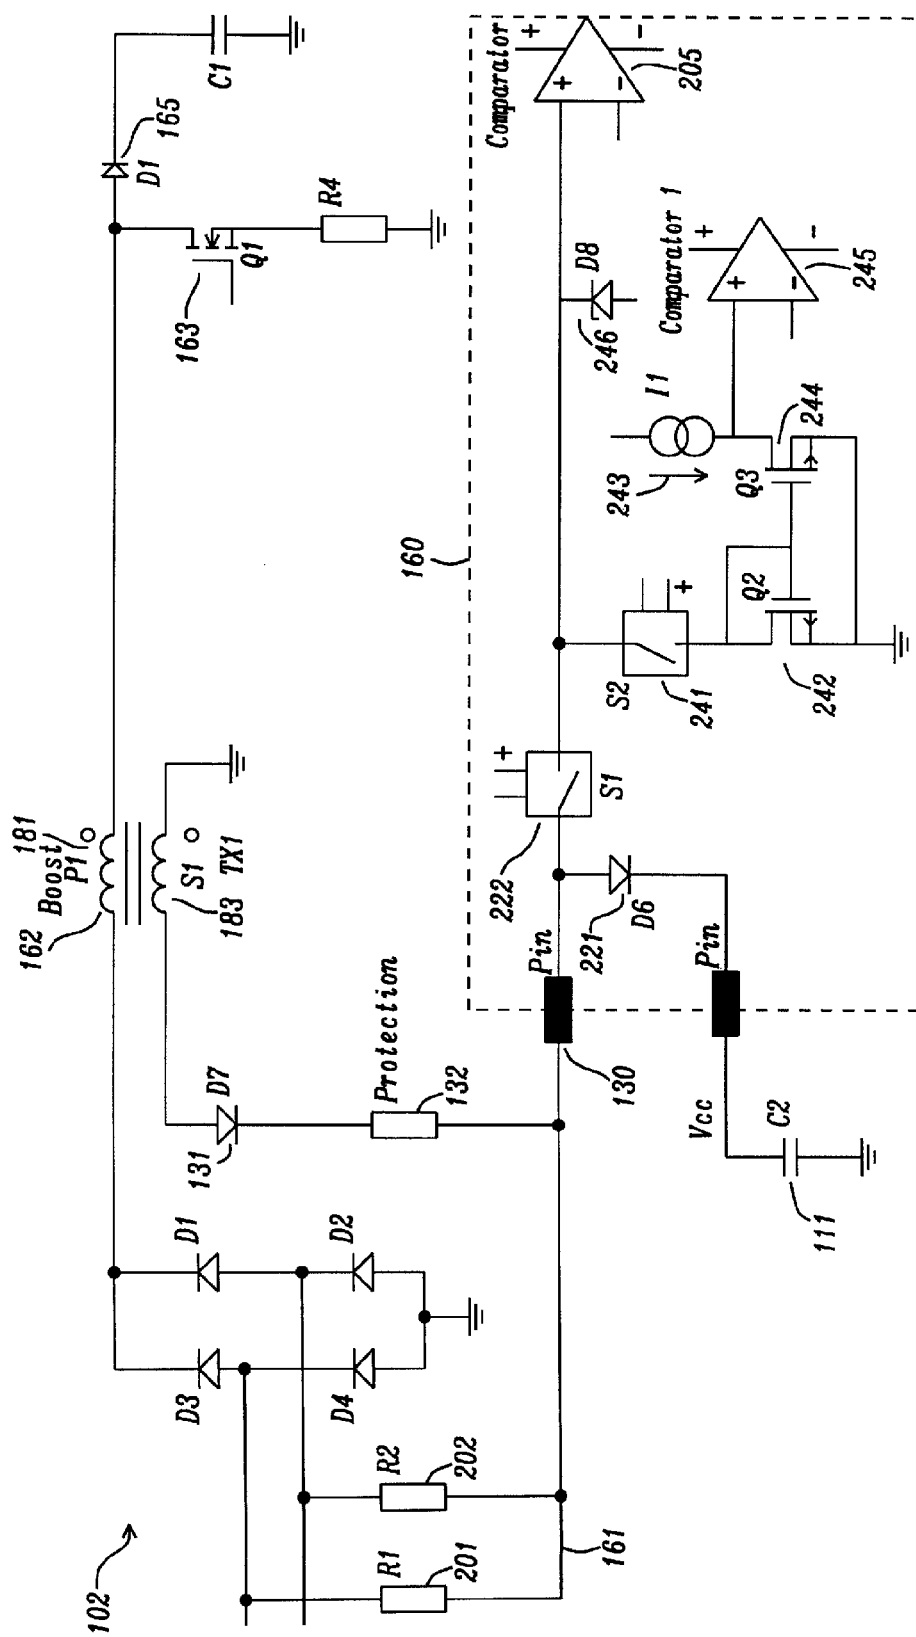 102
R1
201
R2
202
161
D3
D4
D1
D2
131
D7
Protection
132
162
Boost
181
P1
S1
183
TX1
163
Q1
R4
D1
165
C1
130
Pin
Pin
Vcc
C2
111
221
D6
222
+
S1
160
S2
241
+
Q2
242
Q3
244
243
I1
246
D8
Comparator 1
+
-
+
-
245
Comparator
+
-
+
-
205